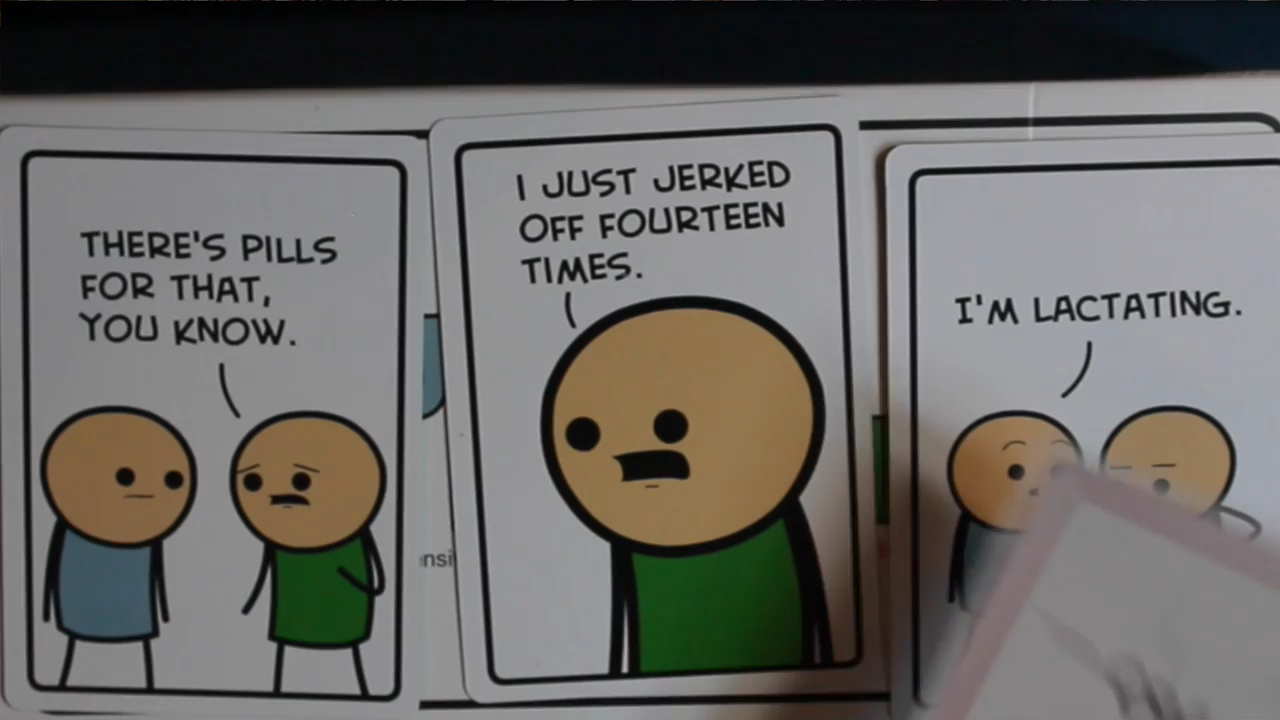 THERE'S PILLS
FOR THAT,
YOU KNOW.
I JUST JERKED
OFF FOURTEEN
TIMES.
I'M LACTATING.